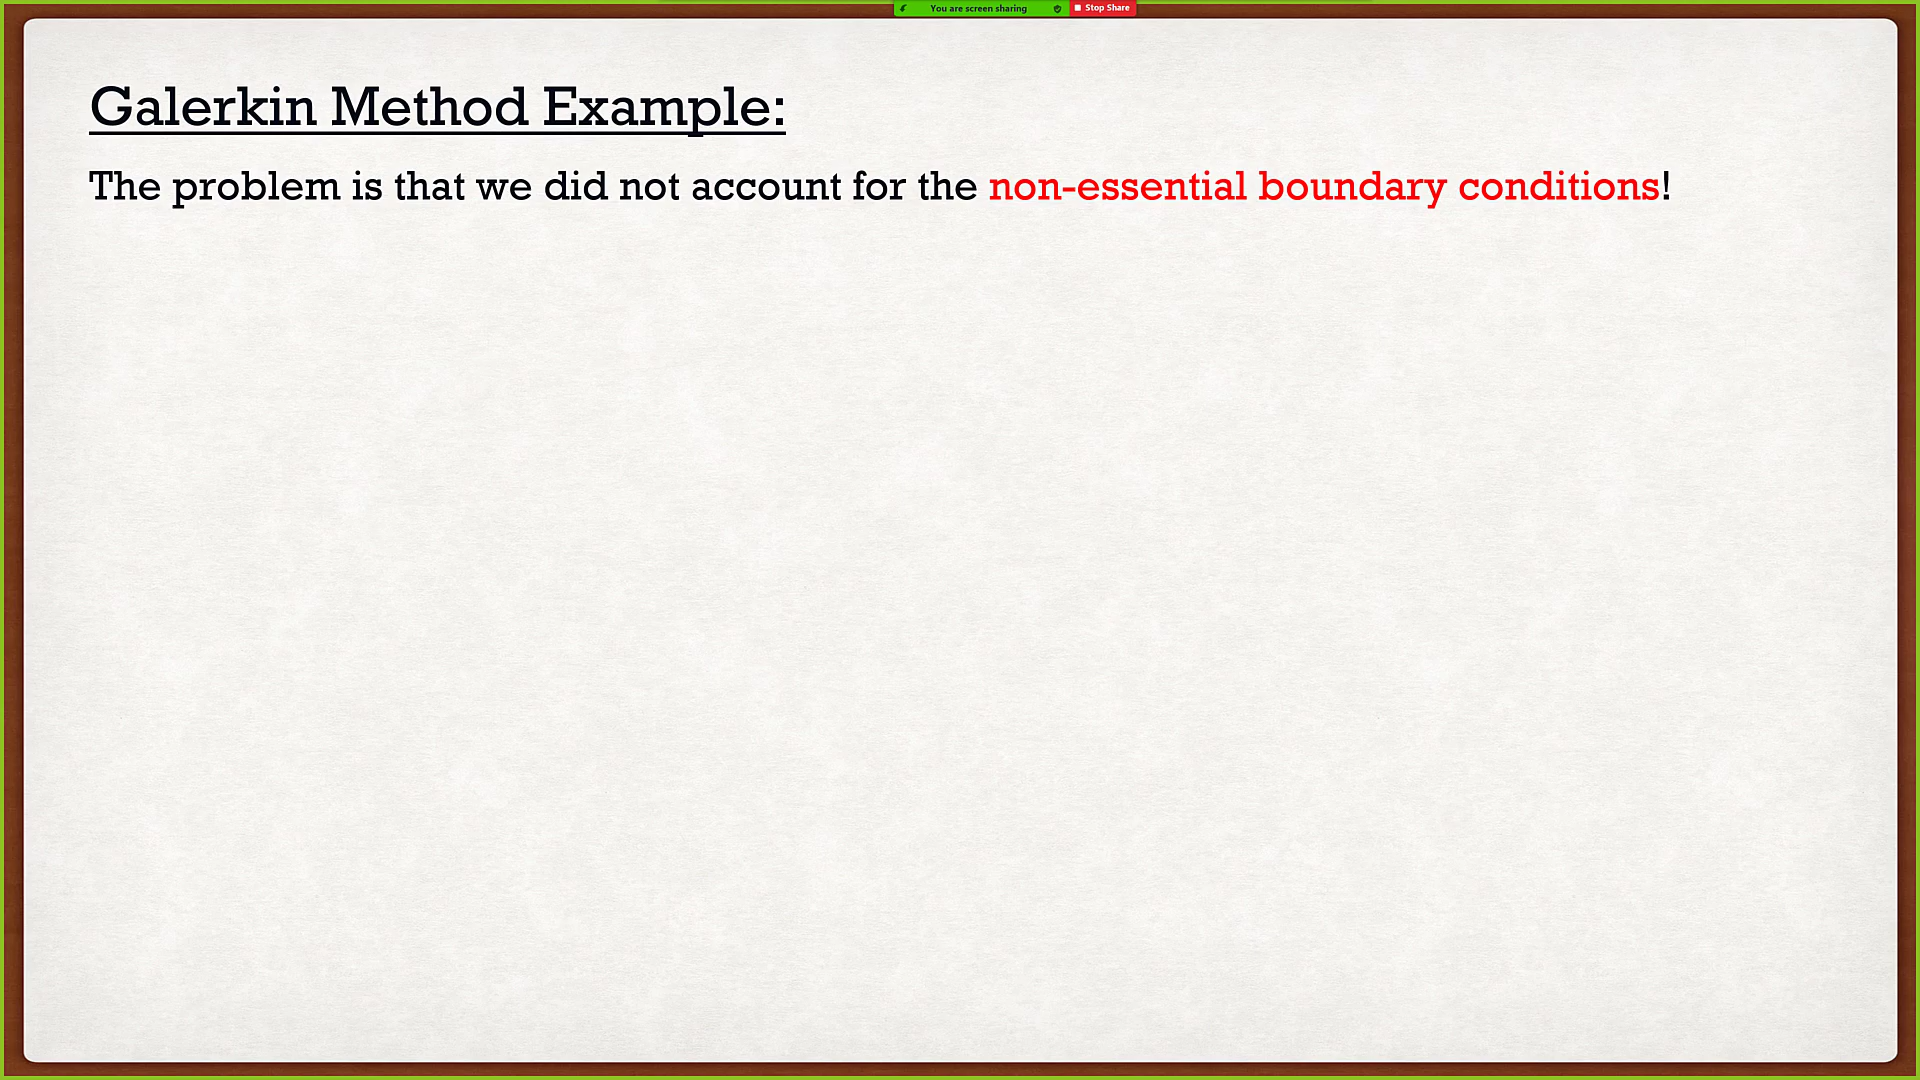 You are screen sharing
Stop Share
Galerkin Method Example:
The problem is that we did not account for the non-essential boundary conditions!